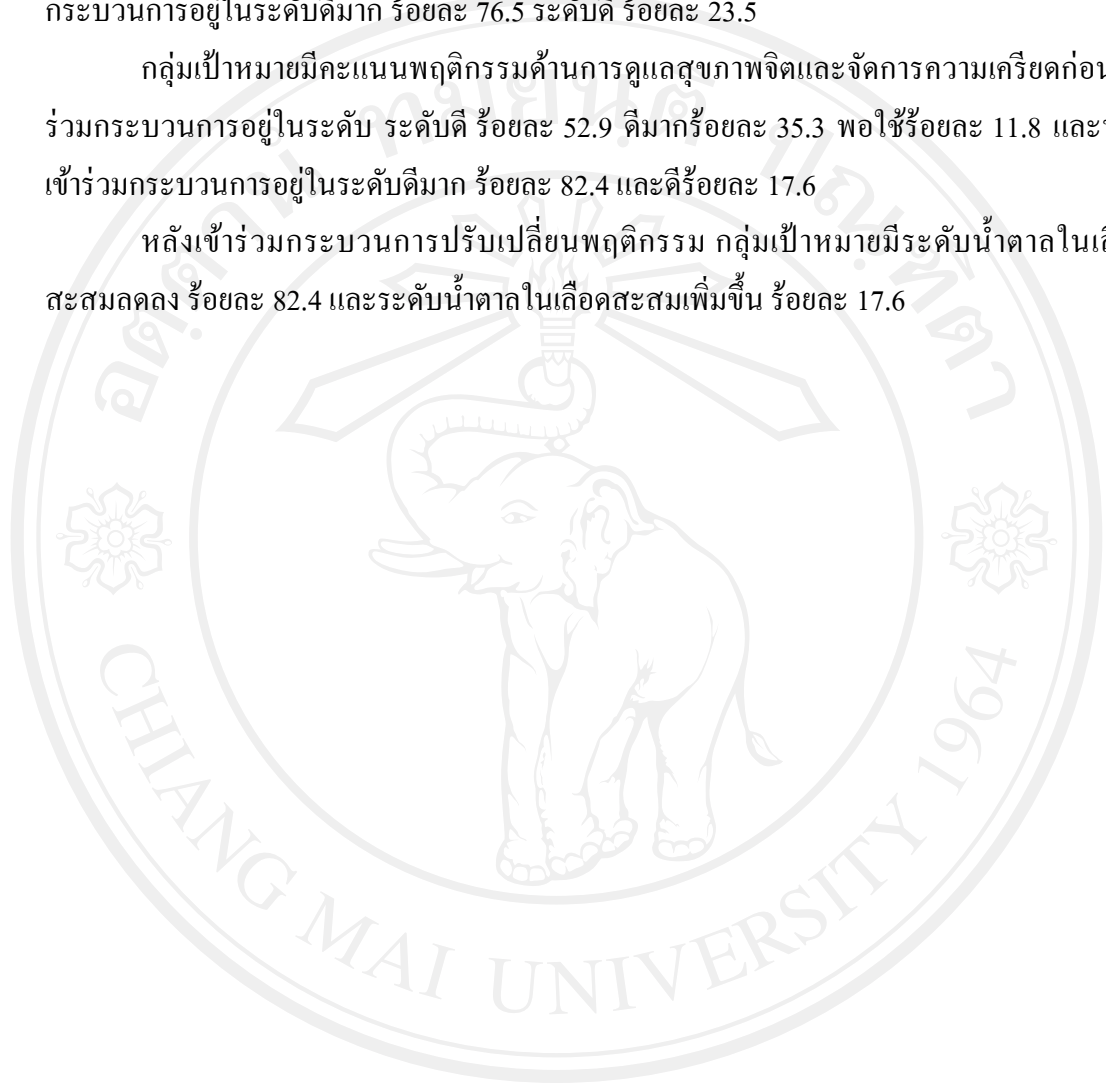 กระบวนการอยู่ในระดับดีมาก ร้อยละ 76.5 ระดับดี ร้อยละ 23.5
กลุ่มเป้าหมายมีคะแนนพฤติกรรมด้านการดูแลสุขภาพจิตและจัดการความเครียดก่อน
ร่วมกระบวนการอยู่ในระดับ ระดับดี ร้อยละ 52.9 ดีมากร้อยละ 35.3 พอใช้ร้อยละ 11.8 และ
เข้าร่วมกระบวนการอยู่ในระดับดีมาก ร้อยละ 82.4 และดีร้อยละ 17.6
หลังเข้าร่วมกระบวนการปรับเปลี่ยนพฤติกรรม กลุ่มเป้าหมายมีระดับน้ำตาลใน
สะสมลดลง ร้อยละ 82.4 และระดับน้ำตาลในเลือดสะสมเพิ่มขึ้น ร้อยละ 17.6
อตฺตานํ ทมยนฺติ ปณฺฑิตา
CHIANG MAI UNIVERSITY 1964